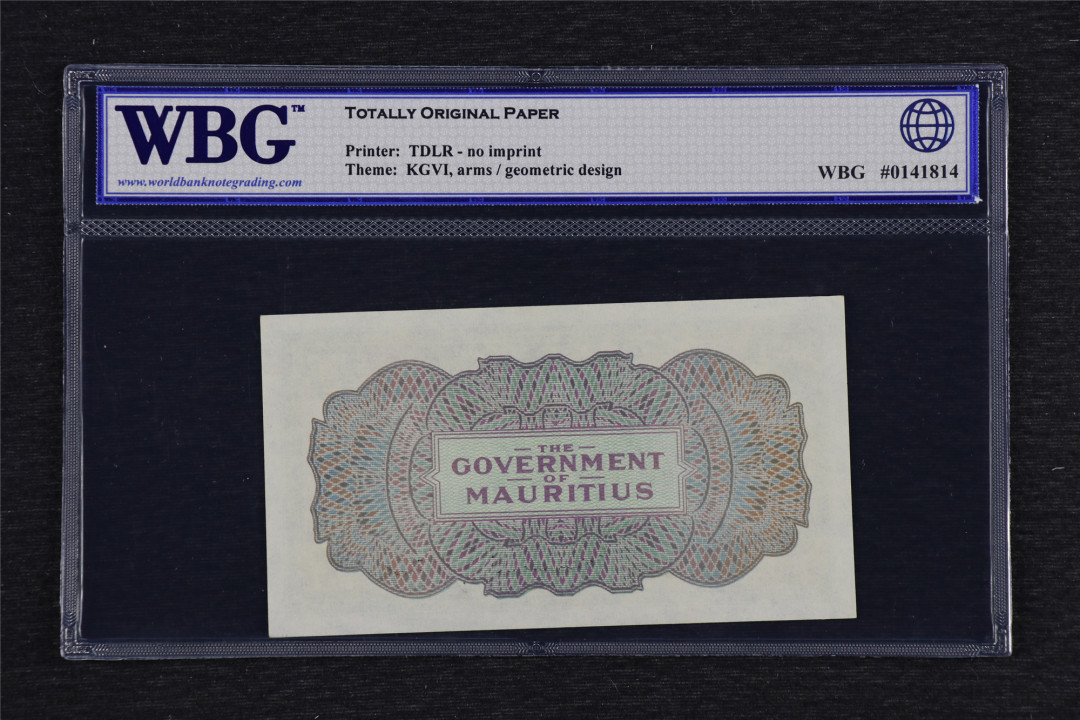 WBG™
www.worldbanknotegrading.com
TOTALLY ORIGINAL PAPER
Printer: TDLR - no imprint
Theme: KGVI, arms / geometric design
WBG #0141814
— THE —
GOVERNMENT
— OF —
MAURITIUS